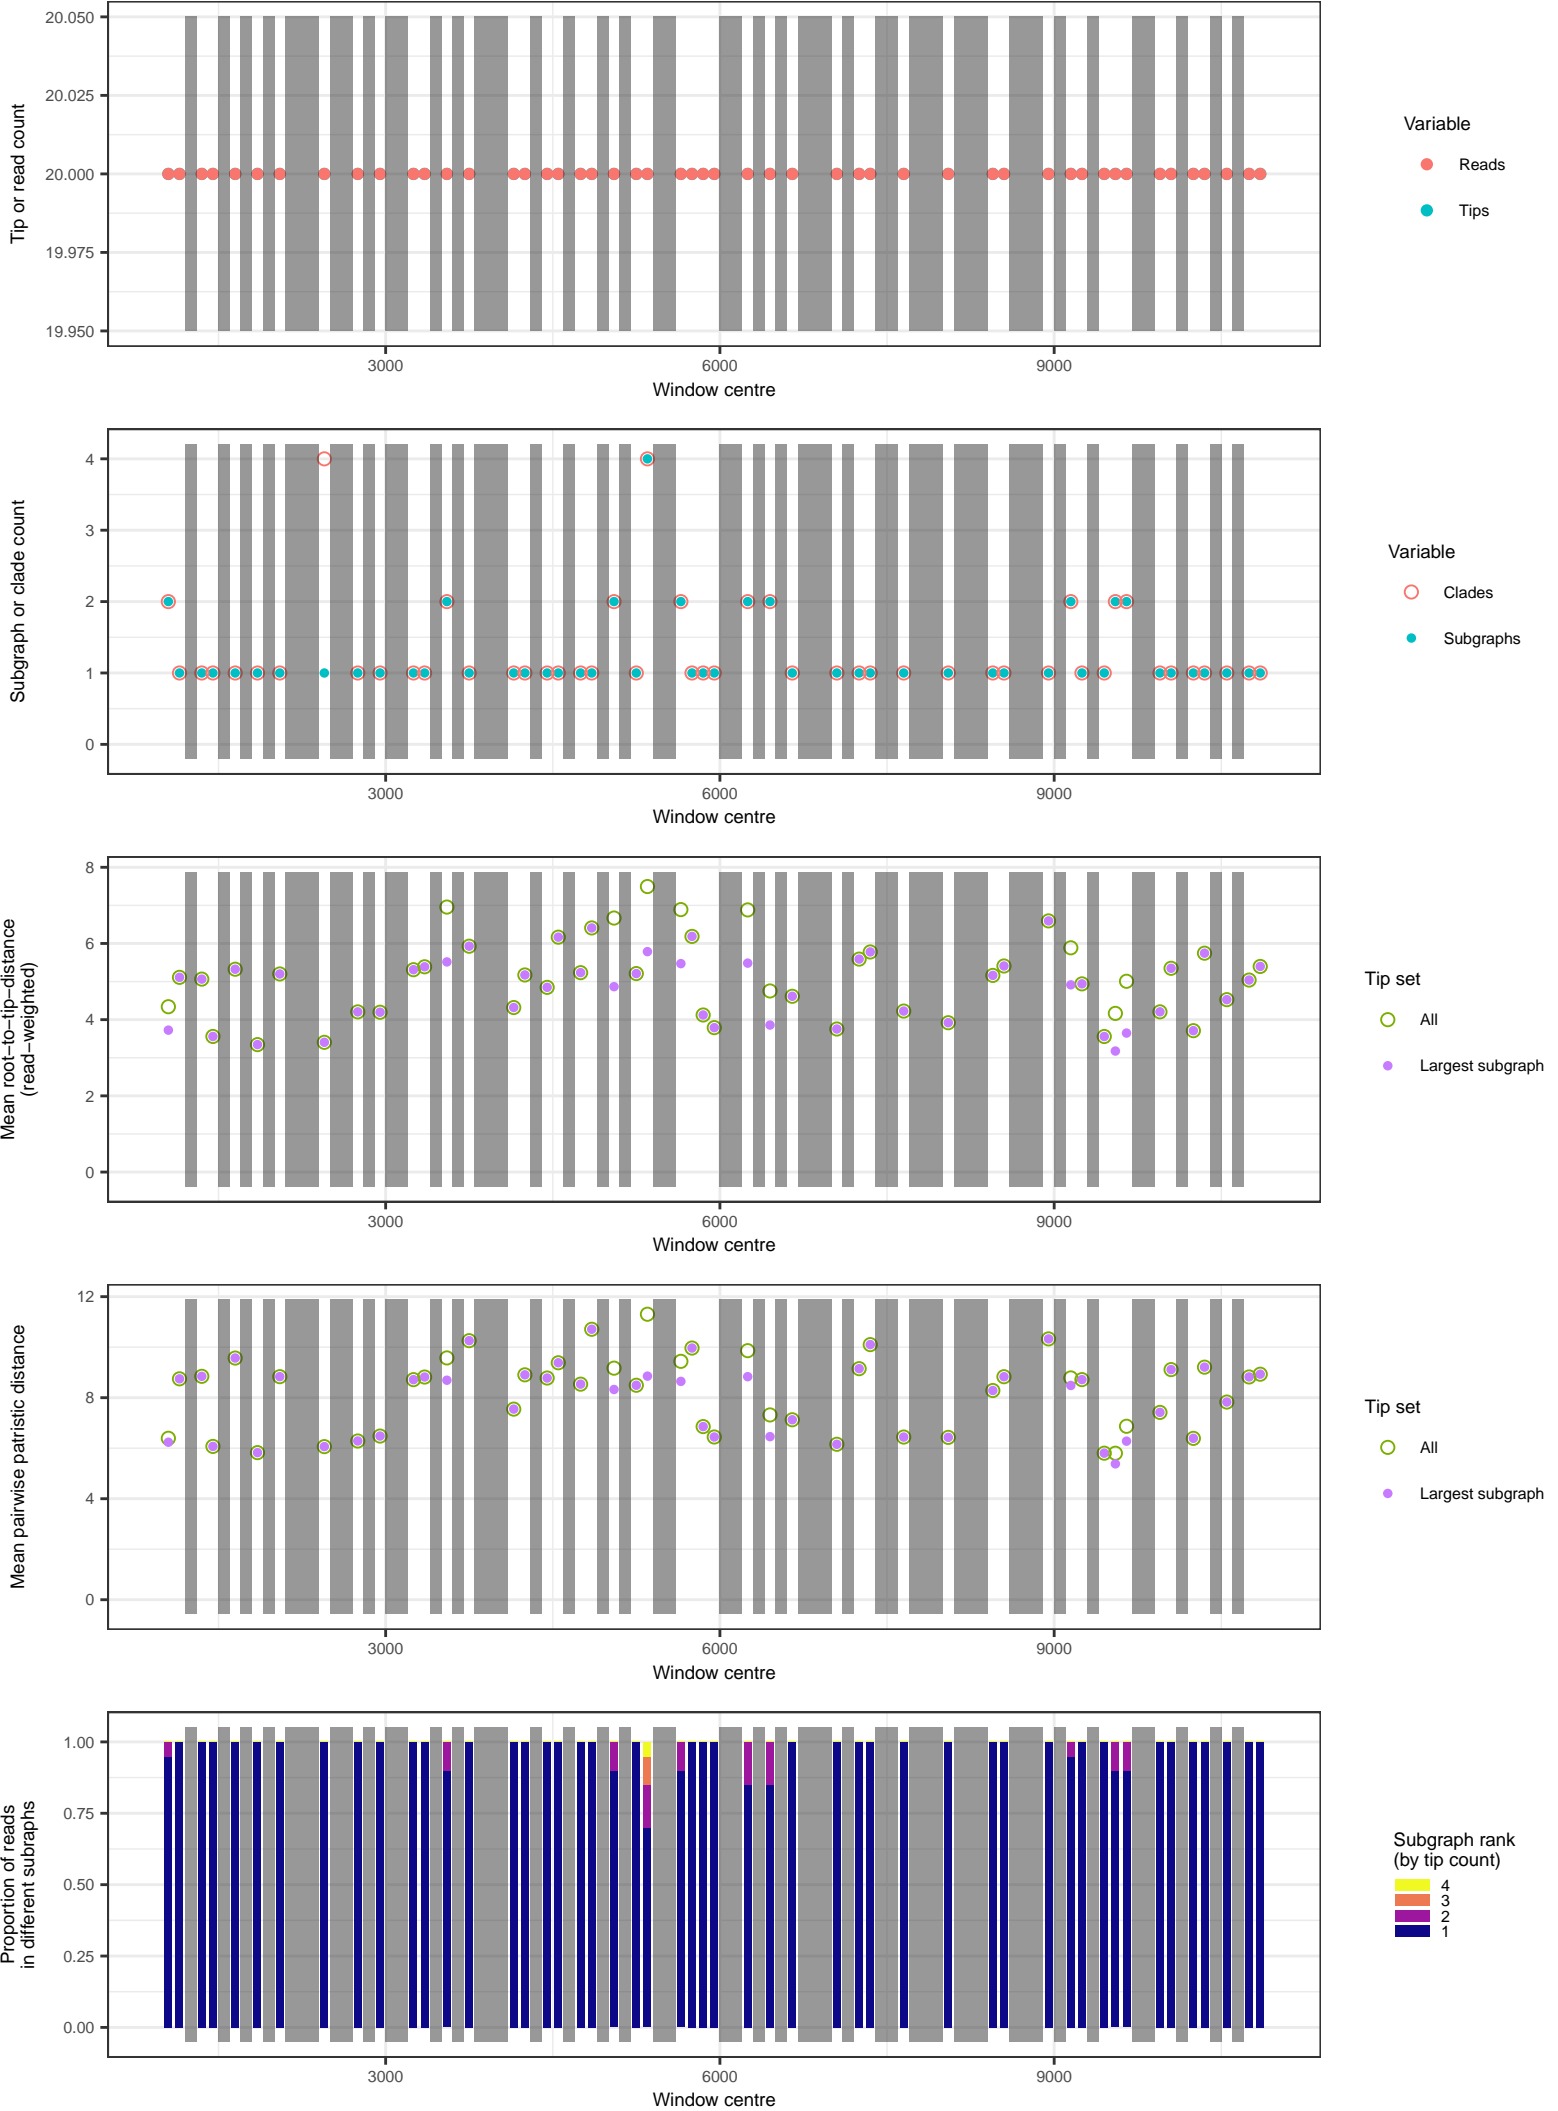 20.050
20.025
20.000
19.975
19.950
Tip or read count
3000
6000
9000
Window centre
Variable
Reads
Tips
4
3
2
1
0
Subgraph or clade count
3000
6000
9000
Window centre
Variable
Clades
Subgraphs
8
6
4
2
0
Mean root−to−tip−distance
(read−weighted)
3000
6000
9000
Window centre
Tip set
All
Largest subgraph
12
8
4
0
Mean pairwise patristic distance
3000
6000
9000
Window centre
Tip set
All
Largest subgraph
1.00
0.75
0.50
0.25
0.00
Proportion of reads
in different subraphs
3000
6000
9000
Window centre
Subgraph rank
(by tip count)
4
3
2
1